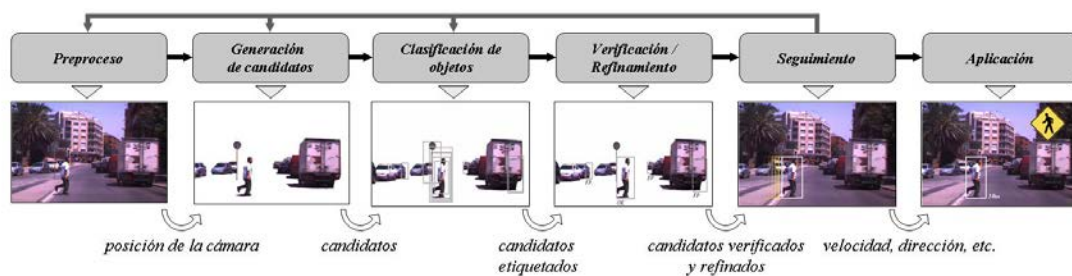 Preproceso
Generación
de candidatos
Clasificación de
objetos
Verificación /
Refinamiento
Seguimiento
Aplicación
posición de la cámara
candidatos
candidatos
etiquetados
candidatos verificados
y refinados
velocidad, dirección, etc.